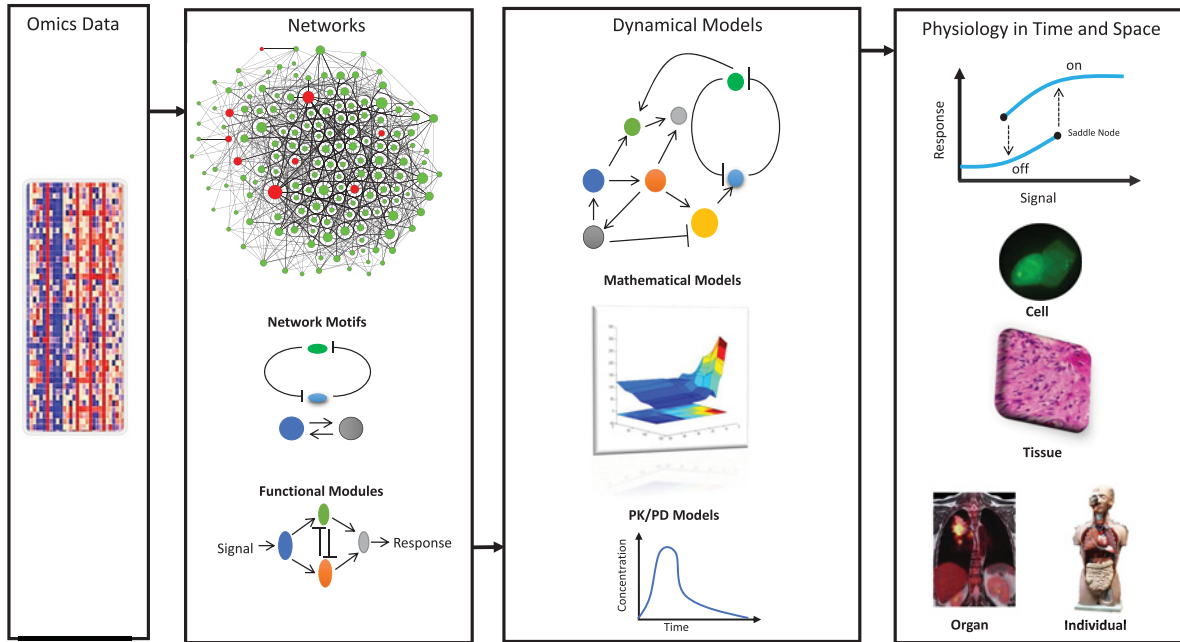 Omics Data
Networks
Network Motifs
Functional Modules
Signal
Response
Dynamical Models
Mathematical Models
PK/PD Models
Concentration
Time
Physiology in Time and Space
on
Response
Saddle Node
off
Signal
Cell
Tissue
Organ
Individual